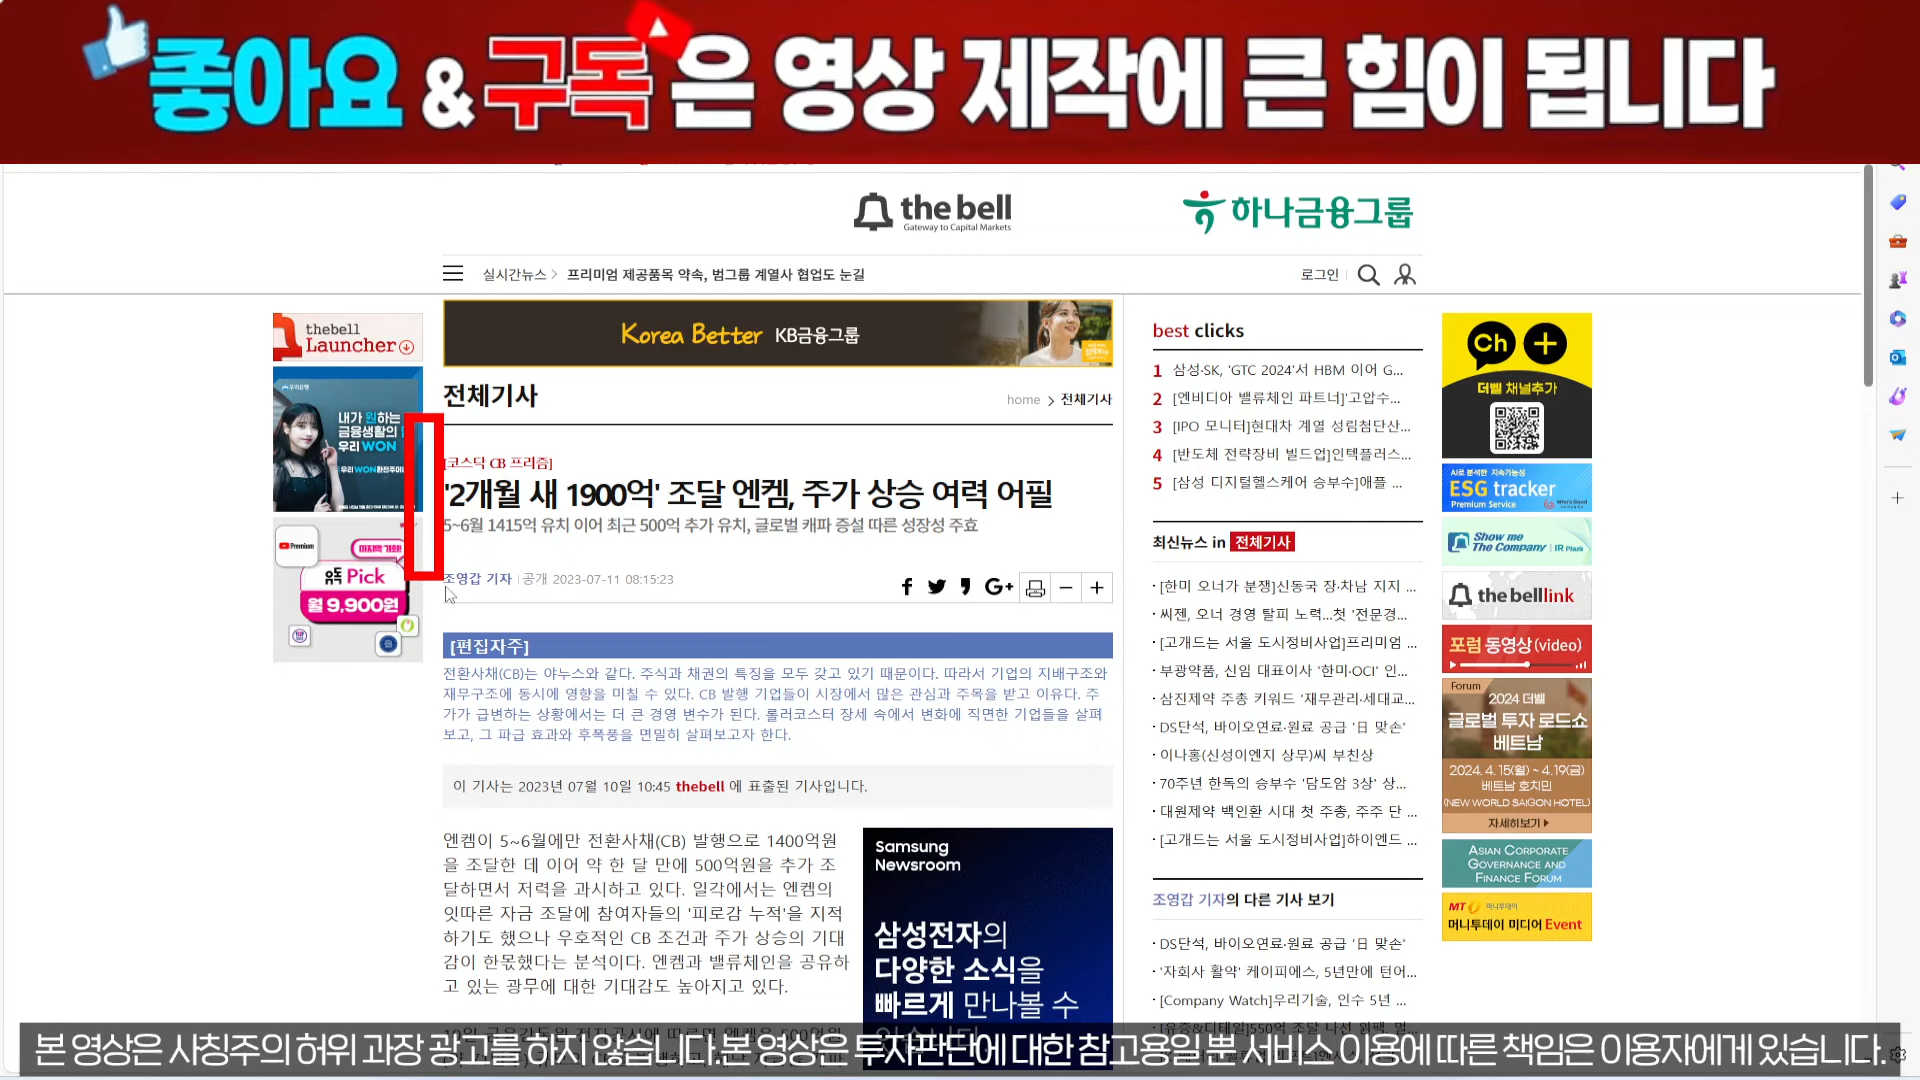 좋아요 & 구독은 영상 제작에 큰 힘이 됩니다
the bell
Gateway to Capital Markets
하나금융그룹
실시간뉴스 > 프리미엄 제공품목 약속, 범그룹 계열사 협업도 눈길
로그인
thebell
Launcher
우리은행
내가 원하는
금융생활의
우리 WON
Premium
마지막 기회!
유독 Pick
월 9,900원
Korea Better KB금융그룹
전체기사
home > 전체기사
[코스닥 CB 프리즘]
'2개월 새 1900억' 조달 엔켐, 주가 상승 여력 어필
5~6월 1415억 유치 이어 최근 500억 추가 유치, 글로벌 캐파 증설 따른 성장성 주효
조영갑 기자 공개 2023-07-11 08:15:23
G+
[편집자주]
전환사채(CB)는 야누스와 같다. 주식과 채권의 특징을 모두 갖고 있기 때문이다. 따라서 기업의 지배구조와
재무구조에 동시에 영향을 미칠 수 있다. CB 발행 기업들이 시장에서 많은 관심과 주목을 받고 이유다. 주
가가 급변하는 상황에서는 더 큰 경영 변수가 된다. 롤러코스터 장세 속에서 변화에 직면한 기업들을 살펴
보고, 그 파급 효과와 후폭풍을 면밀히 살펴보고자 한다.
이 기사는 2023년 07월 10일 10:45 thebell 에 표출된 기사입니다.
엔켐이 5~6월에만 전환사채(CB) 발행으로 1400억원
을 조달한 데 이어 약 한 달 만에 500억원을 추가 조
달하면서 저력을 과시하고 있다. 일각에서는 엔켐의
잇따른 자금 조달에 참여자들의 '피로감 누적'을 지적
하기도 했으나 우호적인 CB 조건과 주가 상승의 기대
감이 한몫했다는 분석이다. 엔켐과 밸류체인을 공유하
고 있는 광무에 대한 기대감도 높아지고 있다.
Samsung
Newsroom
삼성전자의
다양한 소식을
빠르게 만나볼 수
best clicks
1 삼성·SK, 'GTC 2024'서 HBM 이어 G...
2 [엔비디아 밸류체인 파트너]'고압수...
3 [IPO 모니터]현대차 계열 성림첨단산...
4 [반도체 전략장비 빌드업]인텍플러스...
5 [삼성 디지털헬스케어 승부수]애플 ...
최신뉴스 in 전체기사
· [한미 오너가 분쟁]신동국 장·차남 지지 ...
· 씨젠, 오너 경영 탈피 노력...첫 '전문경...
· [고개드는 서울 도시정비사업]프리미엄 ...
· 부광약품, 신임 대표이사 '한미·OCI' 인...
· 삼진제약 주총 키워드 '재무관리·세대교...
· DS단석, 바이오연료·원료 공급 '日 맞손'
· 이나홍(신성이엔지 상무)씨 부친상
· 70주년 한독의 승부수 '담도암 3상' 상...
· 대원제약 백인환 시대 첫 주총, 주주 단 ...
· [고개드는 서울 도시정비사업]하이엔드 ...
조영갑 기자의 다른 기사 보기
· DS단석, 바이오연료·원료 공급 '日 맞손'
· '자회사 활약' 케이피에스, 5년만에 턴어...
· [Company Watch]우리기술, 인수 5년 ...
Ch +
더벨 채널추가
AI로 분석한 지속가능성
ESG tracker
Premium Service
Show me
The Company | IR Plaza
the bell link
포럼 동영상(video)
Forum
2024 더벨
글로벌 투자 로드쇼
베트남
2024. 4. 15(월) ~ 4.19(금)
베트남 호치민
(NEW WORLD SAIGON HOTEL)
자세히보기
ASIAN CORPORATE
GOVERNANCE AND
FINANCE FORUM
MT 머니투데이
머니투데이 미디어 Event
본 영상은 사칭주의 허위 과장 광고를 하지 않습니다 본 영상은 투자판단에 대한 참고용일 뿐 서비스 이용에 따른 책임은 이용자에게 있습니다.